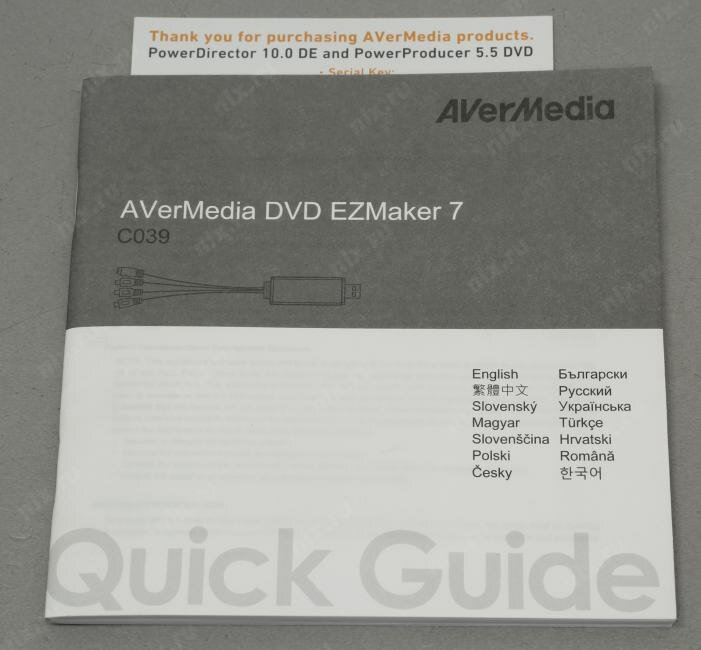 Thank you for purchasing AVerMedia products.
PowerDirector 10.0 DE and PowerProducer 5.5 DVD
· Serial Key:
AVerMedia
AVerMedia DVD EZMaker 7
C039
English
繁體中文
Slovenský
Magyar
Slovenščina
Polski
Česky
Български
Русский
Українська
Türkçe
Hrvatski
Română
한국어
Quick Guide